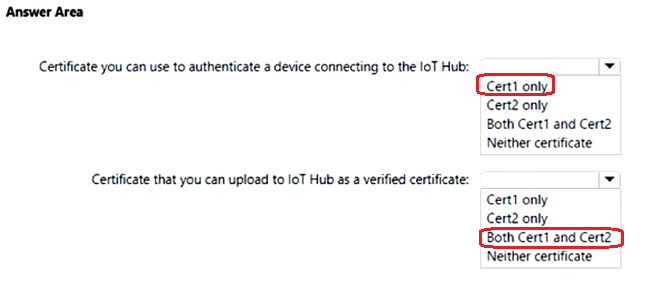 Answer Area
Certificate you can use to authenticate a device connecting to the IoT Hub:
Cert1 only
Cert2 only
Both Cert1 and Cert2
Neither certificate
Certificate that you can upload to IoT Hub as a verified certificate:
Cert1 only
Cert2 only
Both Cert1 and Cert2
Neither certificate